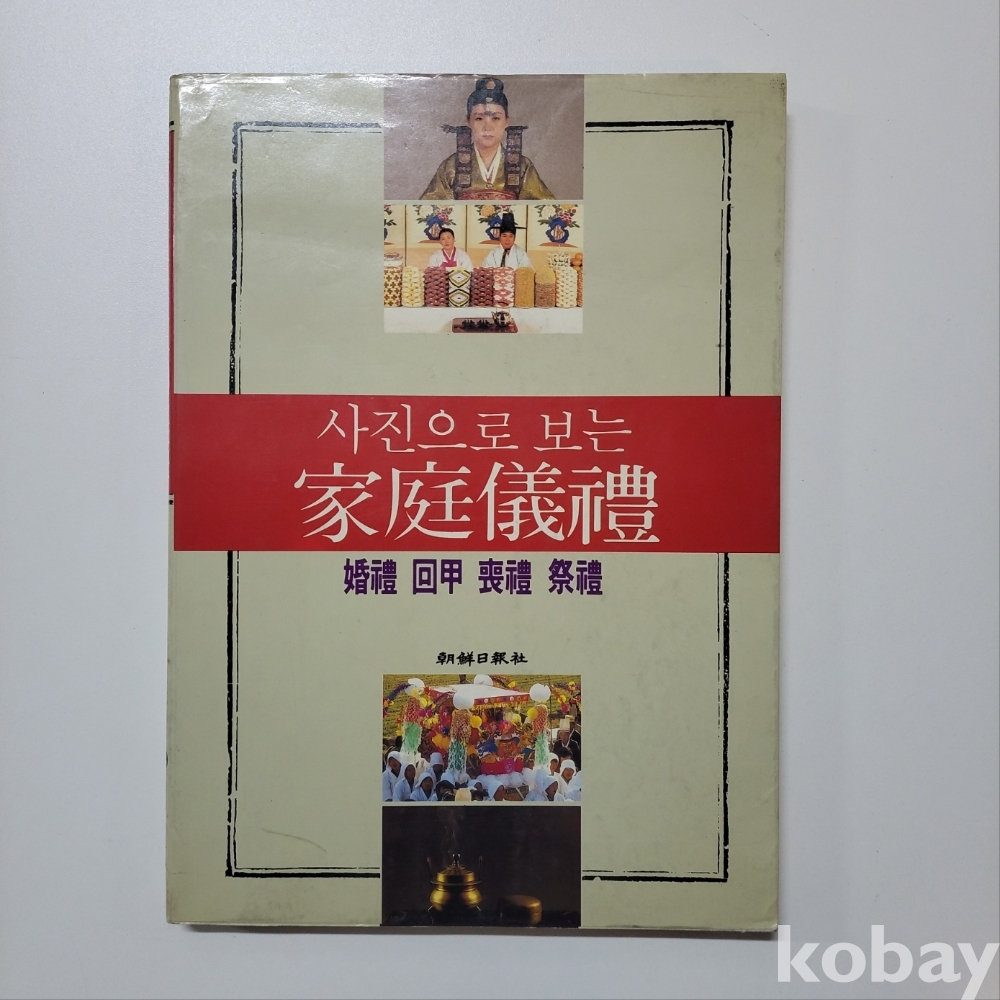 사진으로 보는
家庭儀禮
婚禮 回甲 喪禮 祭禮
朝鮮日報社
kobay